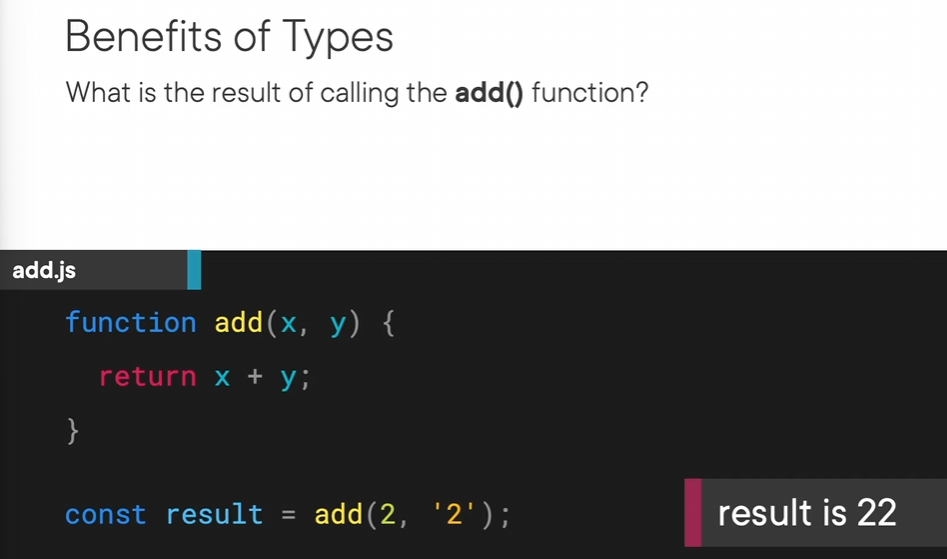 Benefits of Types
What is the result of calling the add() function?
add.js
function add(x, y) {
  return x + y;
}
const result = add(2, '2');
result is 22